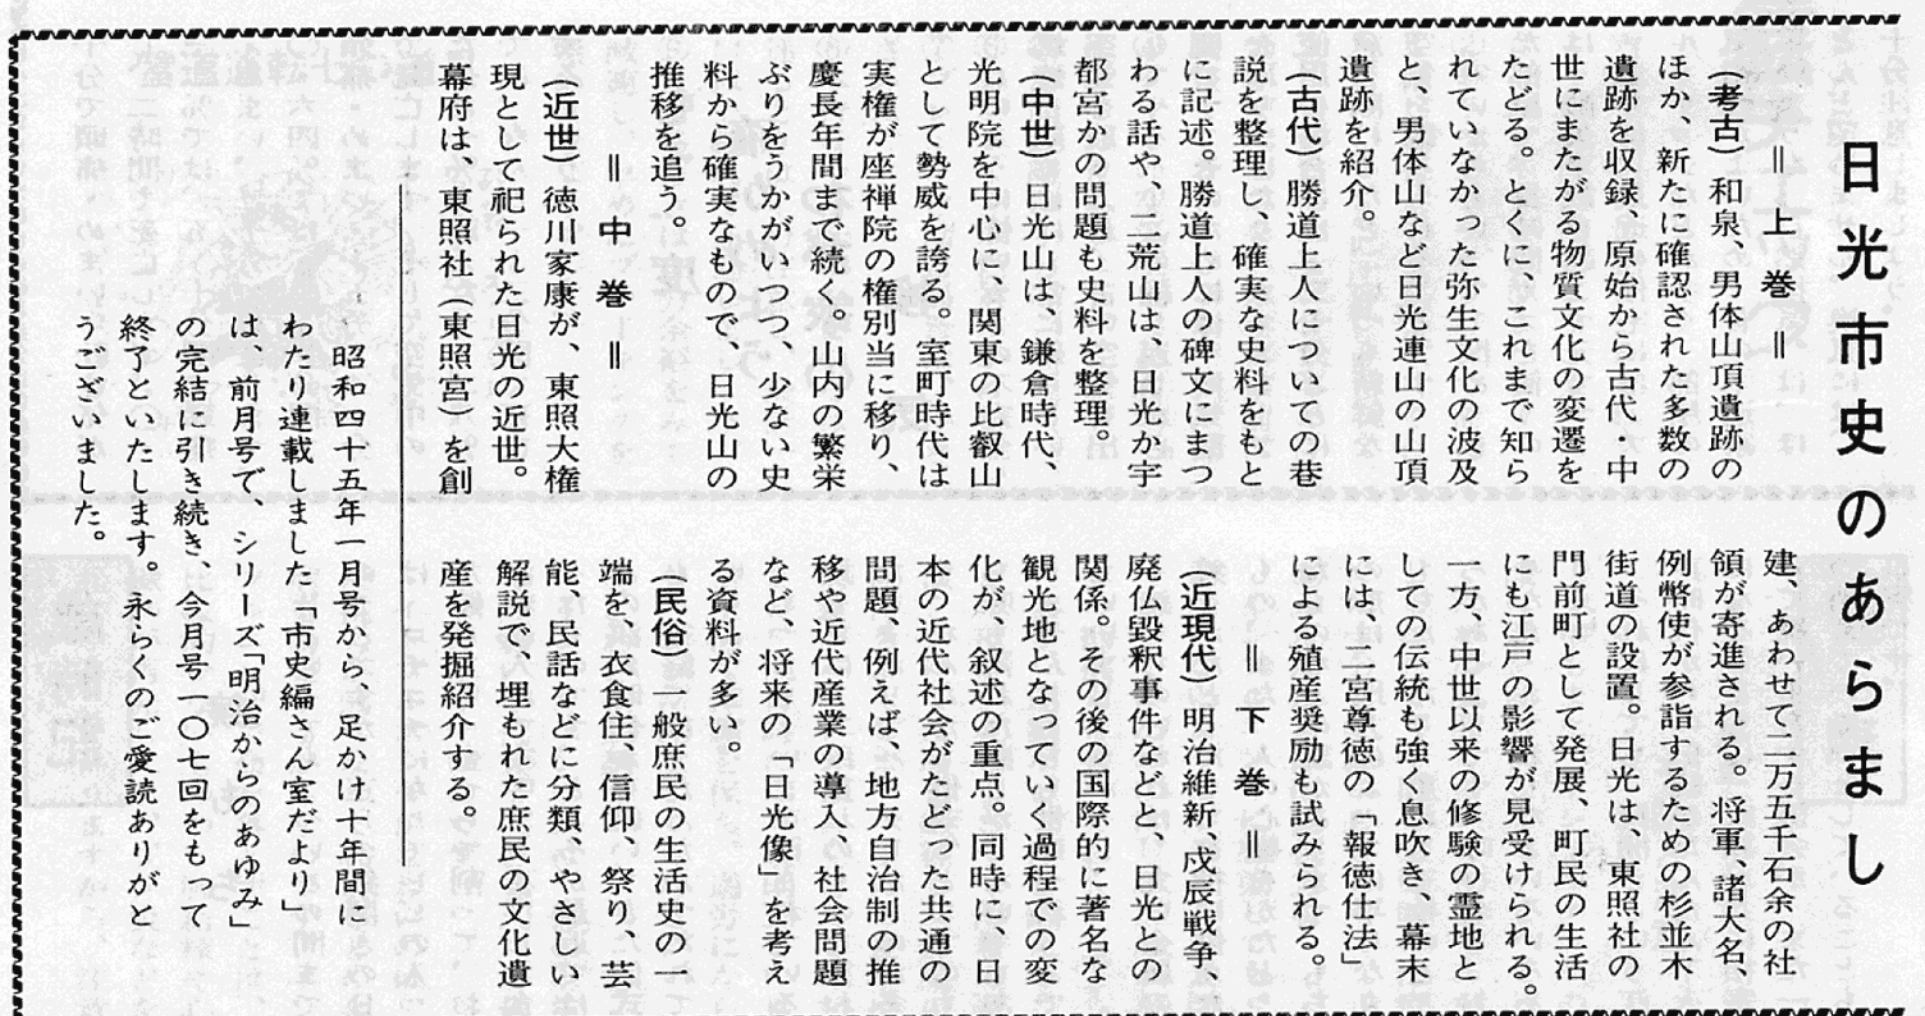 日光市史のあらまし
＝上巻＝
（考古）和泉、男体山頂遺跡の
ほか、新たに確認された多数の
遺跡を収録、原始から古代・中
世にまたがる物質文化の変遷を
たどる。とくに、これまで知ら
れていなかった弥生文化の波及
と、男体山など日光連山の山頂
遺跡を紹介。
（古代）勝道上人についての巷
説を整理し、確実な史料をもと
に記述。勝道上人の碑文にまつ
わる話や、二荒山は、日光か宇
都宮かの問題も史料を整理。
（中世）日光山は、鎌倉時代、
光明院を中心に、関東の比叡山
として勢威を誇る。室町時代は
実権が座禅院の権別当に移り、
慶長年間まで続く。山内の繁栄
ぶりをうかがいつつ、少ない史
料から確実なもので、日光山の
推移を追う。
＝中巻＝
（近世）徳川家康が、東照大権
現として祀られた日光の近世。
幕府は、東照社（東照宮）を創
建、あわせて二万五千石余の社
領が寄進される。将軍、諸大名、
例幣使が参詣するための杉並木
街道の設置。日光は、東照社の
門前町として発展、町民の生活
にも江戸の影響が見受けられる。
一方、中世以来の修験の霊地と
しての伝統も強く息吹き、幕末
には、二宮尊徳の「報徳仕法」
による殖産奨励も試みられる。
＝下巻＝
（近現代）明治維新、戊辰戦争、
廃仏毀釈事件などと、日光との
関係。その後の国際的に著名な
観光地となっていく過程での変
化が、叙述の重点。同時に、日
本の近代社会がたどった共通の
問題、例えば、地方自治制の推
移や近代産業の導入、社会問題
など、将来の「日光像」を考え
る資料が多い。
（民俗）一般庶民の生活史の一
端を、衣食住、信仰、祭り、芸
能、民話などに分類、やさしい
解説で、埋もれた庶民の文化遺
産を発掘紹介する。
昭和四十五年一月号から、足かけ十年間に
わたり連載しました「市史編さん室だより」
は、前月号で、シリーズ「明治からのあゆみ」
の完結に引き続き、今月号一〇七回をもって
終了といたします。永らくのご愛読ありがと
うございました。